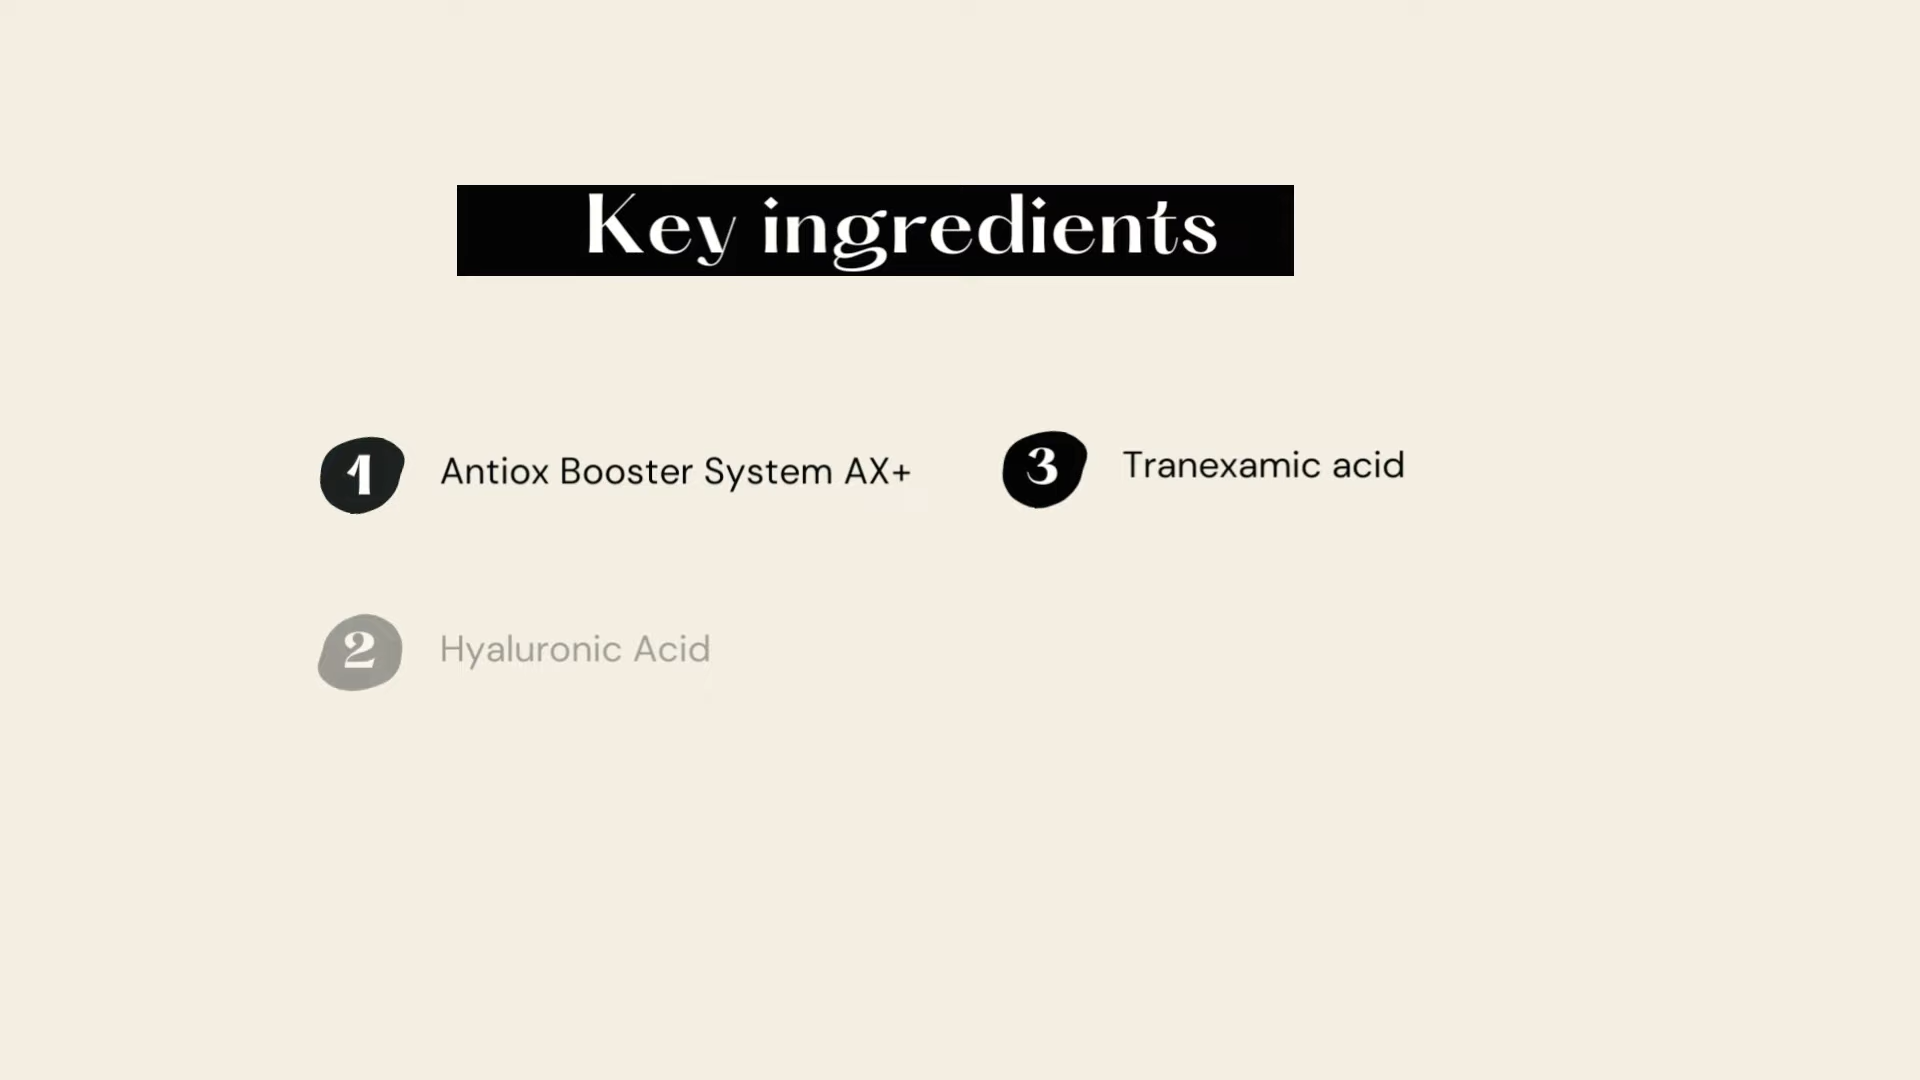 Key ingredients
1 Antiox Booster System AX+
2 Hyaluronic Acid
3 Tranexamic acid